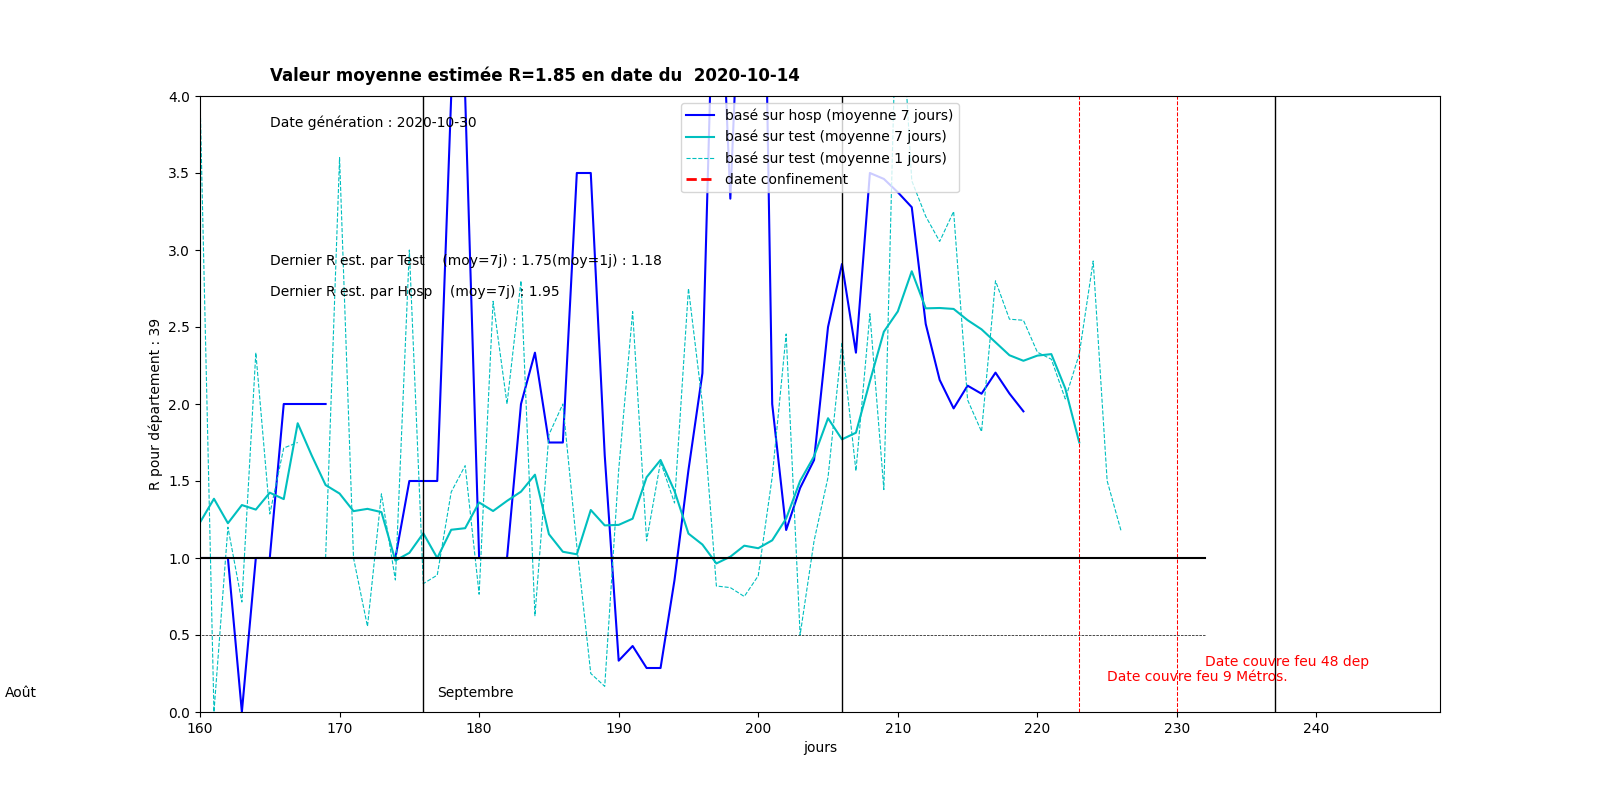 Valeur moyenne estimée R=1.85 en date du  2020-10-14
Date génération : 2020-10-30
basé sur hosp (moyenne 7 jours)
basé sur test (moyenne 7 jours)
basé sur test (moyenne 1 jours)
date confinement
Dernier R est. par Test    (moy=7j) : 1.75(moy=1j) : 1.18
Dernier R est. par Hosp    (moy=7j) : 1.95
R pour département : 39
4.0
3.5
3.0
2.5
2.0
1.5
1.0
0.5
0.0
Date couvre feu 48 dep
Date couvre feu 9 Métros.
Août
Septembre
160 170 180 190 200 210 220 230 240
jours